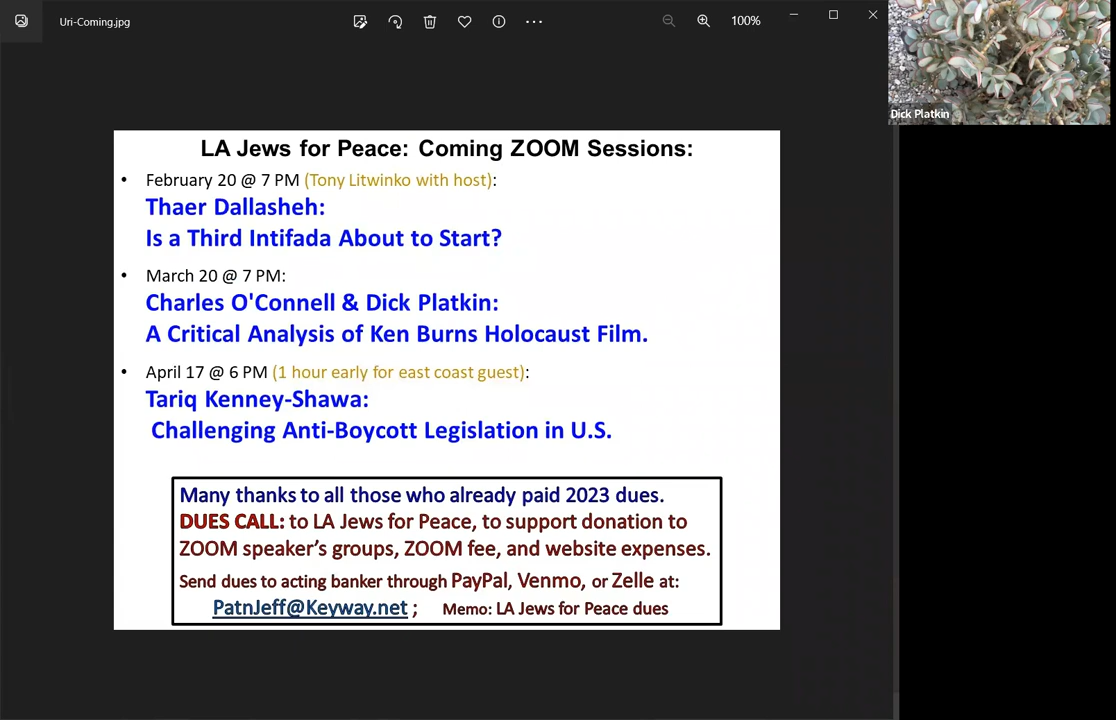 Uri-Coming.jpg
100%
Dick Platkin
LA Jews for Peace: Coming ZOOM Sessions:
• February 20 @ 7 PM (Tony Litwinko with host):
Thaer Dallasheh:
Is a Third Intifada About to Start?
• March 20 @ 7 PM:
Charles O'Connell & Dick Platkin:
A Critical Analysis of Ken Burns Holocaust Film.
• April 17 @ 6 PM (1 hour early for east coast guest):
Tariq Kenney-Shawa:
Challenging Anti-Boycott Legislation in U.S.
Many thanks to all those who already paid 2023 dues.
DUES CALL: to LA Jews for Peace, to support donation to
ZOOM speaker's groups, ZOOM fee, and website expenses.
Send dues to acting banker through PayPal, Venmo, or Zelle at:
PatnJeff@Keyway.net ; Memo: LA Jews for Peace dues